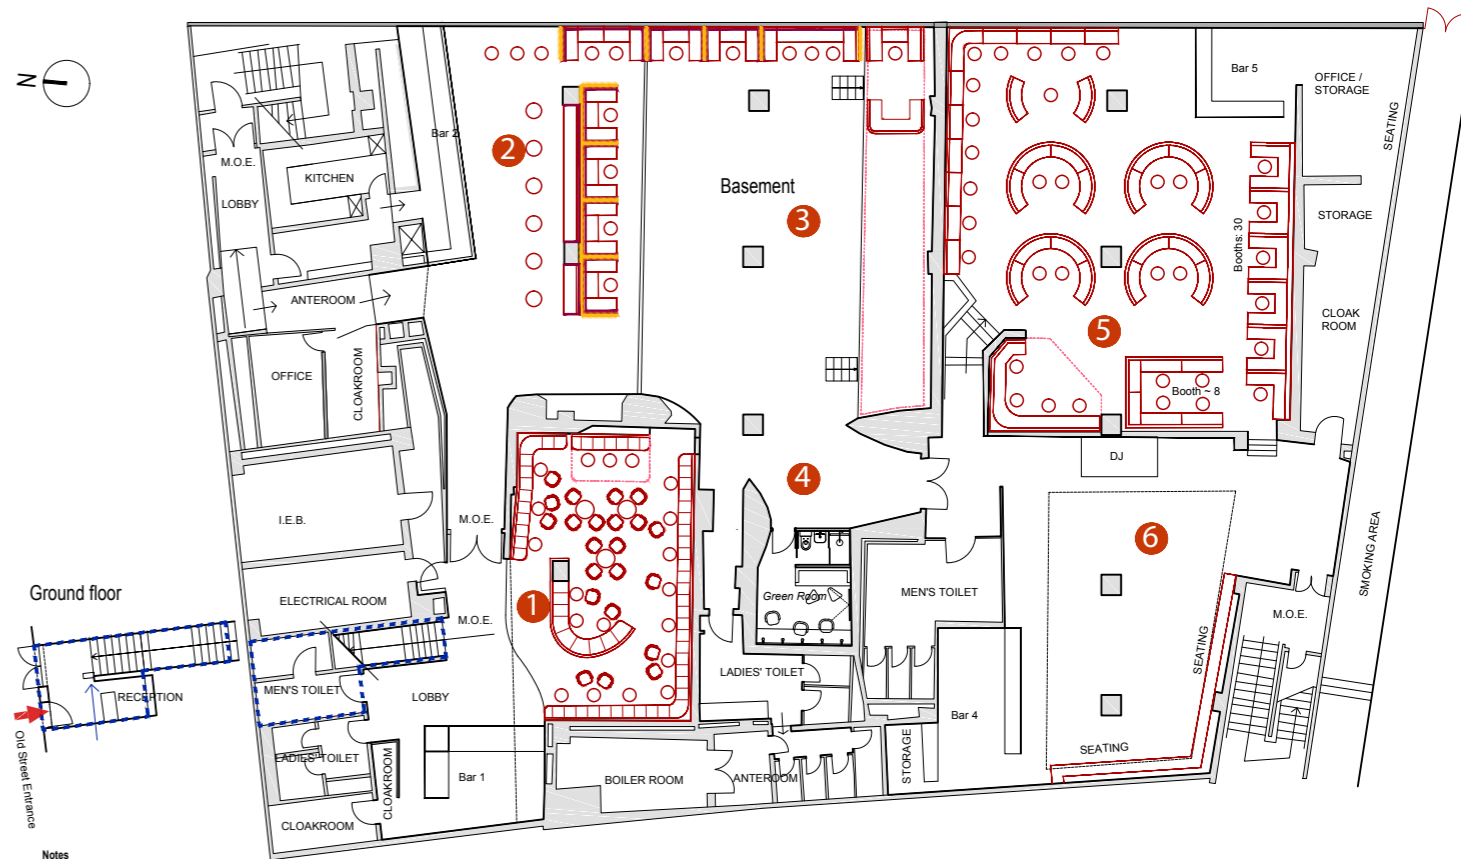 N
Bar 2
M.O.E.
KITCHEN
LOBBY
ANTEROOM
OFFICE
CLOAKROOM
I.E.B.
M.O.E.
ELECTRICAL ROOM
M.O.E.
Ground floor
RECEPTION
Old Street Entrance
MEN'S TOILET
LOBBY
LADIES' TOILET
CLOAKROOM
CLOAKROOM
Bar 1
BOILER ROOM
ANTEROOM
LADIES' TOILET
Green Room
MEN'S TOILET
STORAGE
Bar 4
SEATING
SEATING
1
2
Basement
3
4
5
6
Bar 5
OFFICE /
STORAGE
SEATING
STORAGE
Booths: 30
CLOAK
ROOM
Booth ~ 8
DJ
SMOKING AREA
M.O.E.
Notes